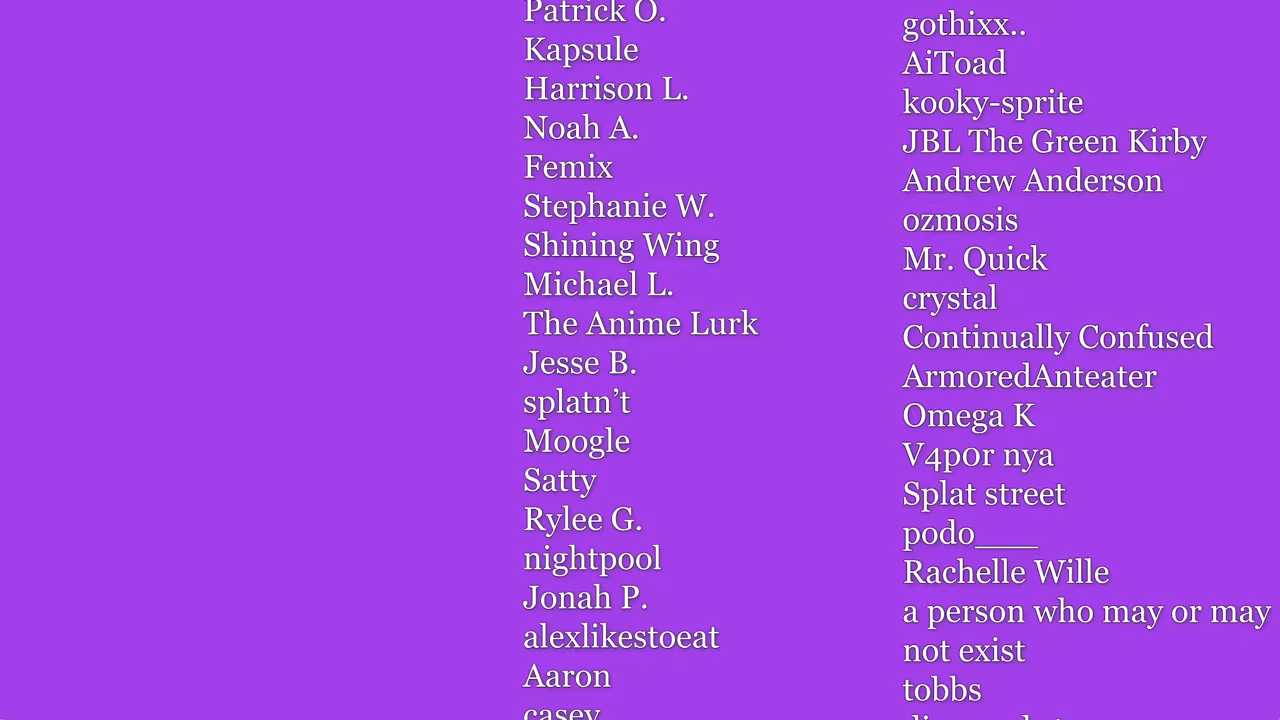 Patrick O.
Kapsule
Harrison L.
Noah A.
Femix
Stephanie W.
Shining Wing
Michael L.
The Anime Lurk
Jesse B.
splatn’t
Moogle
Satty
Rylee G.
nightpool
Jonah P.
alexlikestoeat
Aaron
casey
gothixx..
AiToad
kooky-sprite
JBL The Green Kirby
Andrew Anderson
ozmosis
Mr. Quick
crystal
Continually Confused
ArmoredAnteater
Omega K
V4p0r nya
Splat street
podo___
Rachelle Wille
a person who may or may
not exist
tobbs